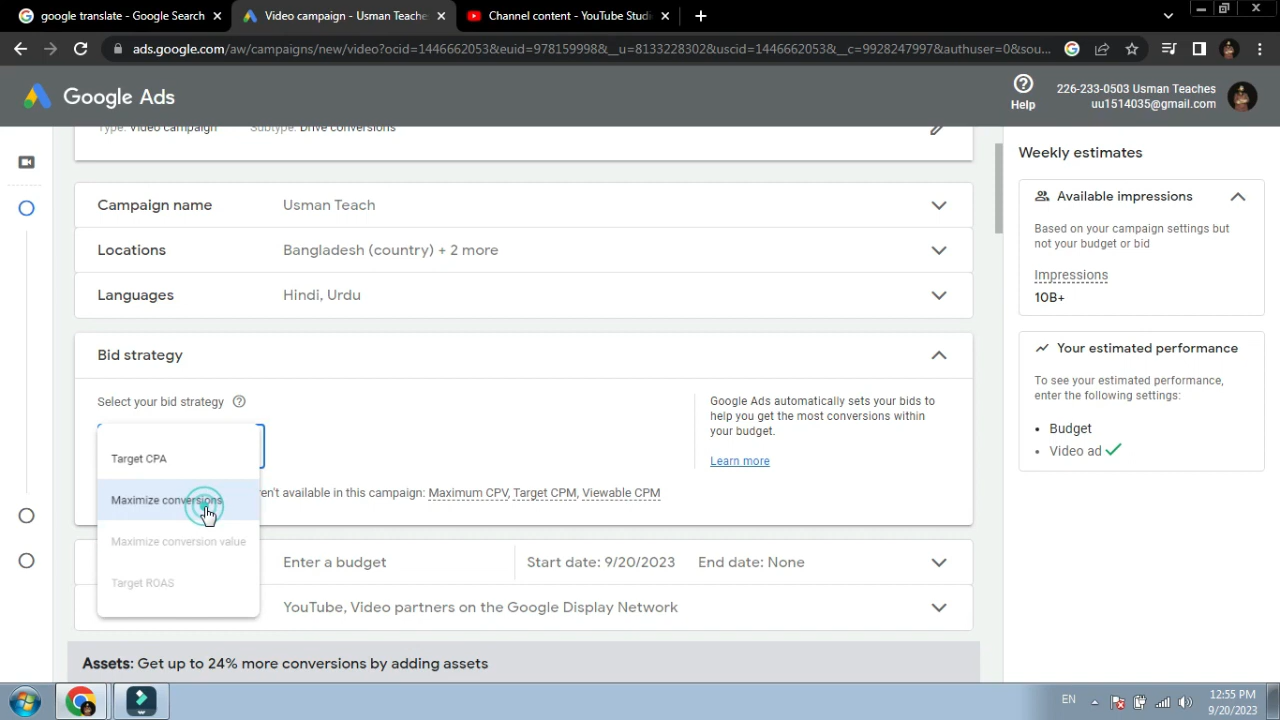 google translate - Google Search
Video campaign - Usman Teache
Channel content - YouTube Studi
ads.google.com/aw/campaigns/new/video?ocid=1446662053&euid=978159998&__u=8133228302&uscid=1446662053&__c=9928247997&authuser=0&sou...
Google Ads
Help
226-233-0503 Usman Teaches
uu1514035@gmail.com
Type: Video campaign Subtype: Drive conversions
Campaign name Usman Teach
Locations Bangladesh (country) + 2 more
Languages Hindi, Urdu
Bid strategy
Select your bid strategy
Google Ads automatically sets your bids to
help you get the most conversions within
your budget.
Learn more
Target CPA
Maximize conversions
Maximize conversion value
Target ROAS
en't available in this campaign: Maximum CPV, Target CPM, Viewable CPM
Enter a budget Start date: 9/20/2023 End date: None
YouTube, Video partners on the Google Display Network
Assets: Get up to 24% more conversions by adding assets
Weekly estimates
Available impressions
Based on your campaign settings but
not your budget or bid
Impressions
10B+
Your estimated performance
To see your estimated performance,
enter the following settings:
• Budget
• Video ad
EN
12:55 PM
9/20/2023